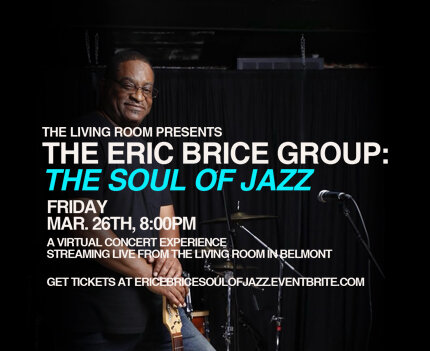 THE LIVING ROOM PRESENTS
THE ERIC BRICE GROUP:
THE SOUL OF JAZZ
FRIDAY
MAR. 26TH, 8:00PM
A VIRTUAL CONCERT EXPERIENCE
STREAMING LIVE FROM THE LIVING ROOM IN BELMONT
GET TICKETS AT ERICEBRICESOULOFJAZZ.EVENTBRITE.COM